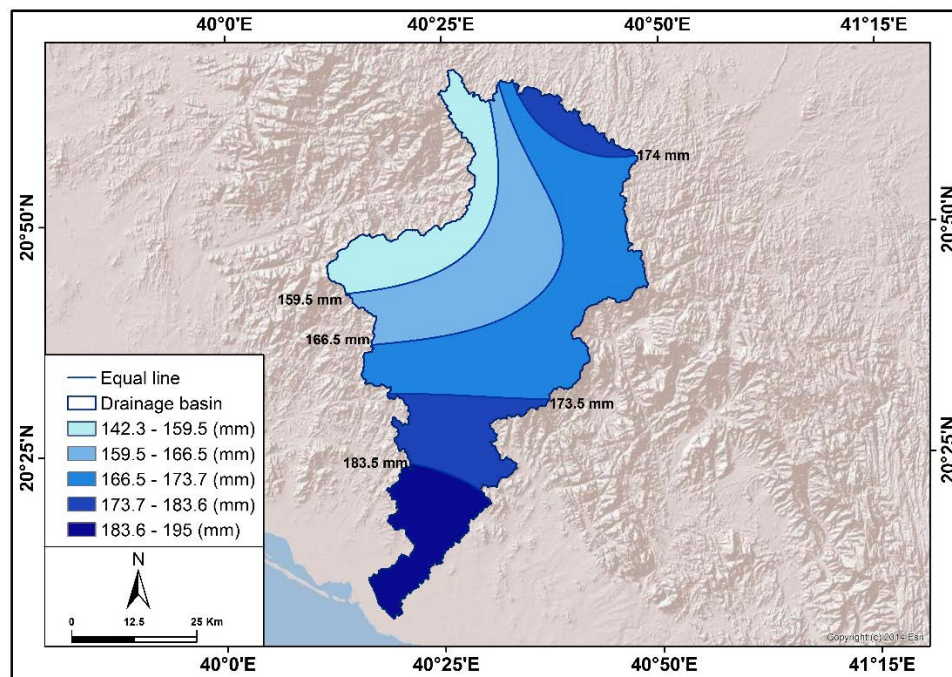 40°0'E 40°25'E 40°50'E 41°15'E
174 mm
20°50'N 20°50'N
159.5 mm
166.5 mm
Equal line
Drainage basin
142.3 - 159.5 (mm)
159.5 - 166.5 (mm)
166.5 - 173.7 (mm)
173.7 - 183.6 (mm)
183.6 - 195 (mm)
173.5 mm
183.5 mm
20°25'N 20°25'N
N
0 12.5 25 Km
Copyright:(c) 2014 Esri
40°0'E 40°25'E 40°50'E 41°15'E